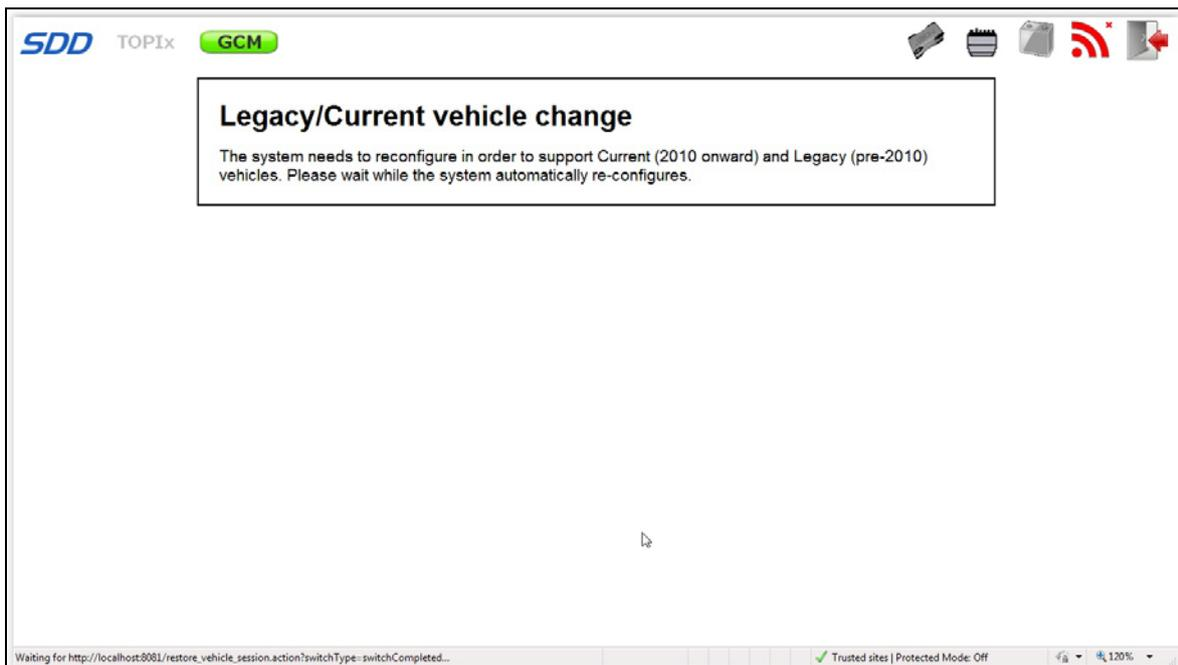 SDD TOPIx GCM
Legacy/Current vehicle change
The system needs to reconfigure in order to support Current (2010 onward) and Legacy (pre-2010)
vehicles. Please wait while the system automatically re-configures.
Waiting for http://localhost:8081/restore_vehicle_session.action?switchType=switchCompleted... Trusted sites | Protected Mode: Off 120%